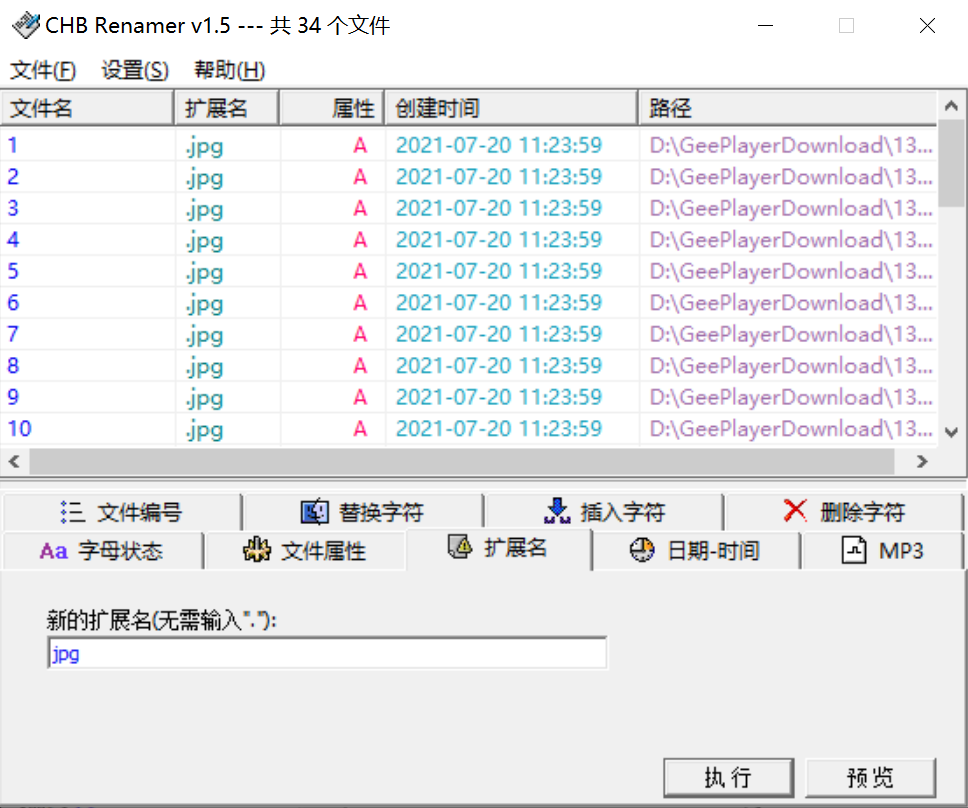 CHB Renamer v1.5 --- 共 34 个文件
文件(F) 设置(S) 帮助(H)
文件名 扩展名 属性 创建时间 路径
1 .jpg A 2021-07-20 11:23:59 D:\GeePlayerDownload\13...
2 .jpg A 2021-07-20 11:23:59 D:\GeePlayerDownload\13...
3 .jpg A 2021-07-20 11:23:59 D:\GeePlayerDownload\13...
4 .jpg A 2021-07-20 11:23:59 D:\GeePlayerDownload\13...
5 .jpg A 2021-07-20 11:23:59 D:\GeePlayerDownload\13...
6 .jpg A 2021-07-20 11:23:59 D:\GeePlayerDownload\13...
7 .jpg A 2021-07-20 11:23:59 D:\GeePlayerDownload\13...
8 .jpg A 2021-07-20 11:23:59 D:\GeePlayerDownload\13...
9 .jpg A 2021-07-20 11:23:59 D:\GeePlayerDownload\13...
10 .jpg A 2021-07-20 11:23:59 D:\GeePlayerDownload\13...
文件编号 替换字符 插入字符 删除字符
Aa 字母状态 文件属性 扩展名 日期-时间 MP3
新的扩展名(无需输入"."):
jpg
执行 预览